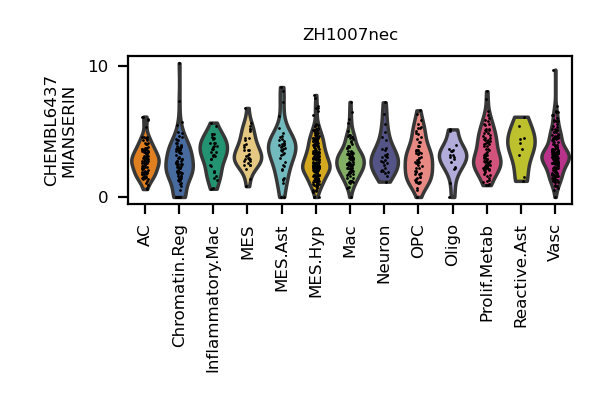 ZH1007nec
CHEMBL6437
MIANSERIN
10
0
AC
Chromatin.Reg
Inflammatory.Mac
MES
MES.Ast
MES.Hyp
Mac
Neuron
OPC
Oligo
Prolif.Metab
Reactive.Ast
Vasc